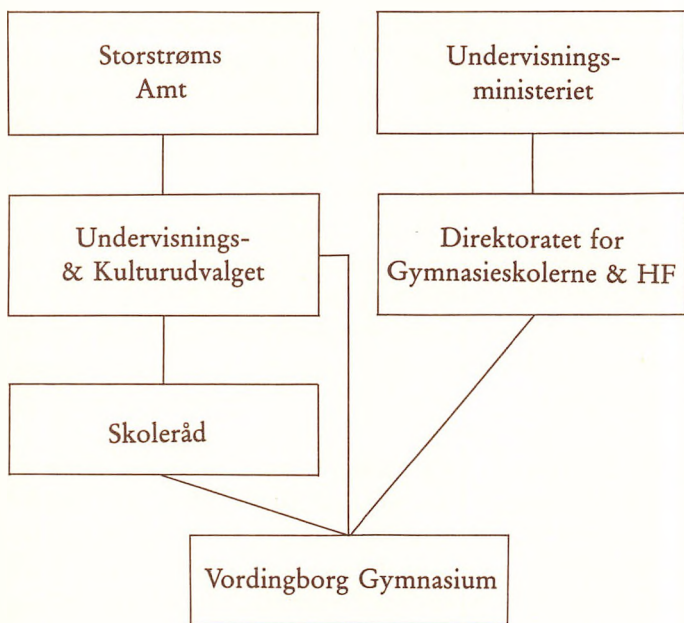 Storstrøms
Amt
Undervisnings-
ministeriet
Undervisnings-
& Kulturudvalget
Direktoratet for
Gymnasieskolerne & HF
Skoleråd
Vordingborg Gymnasium